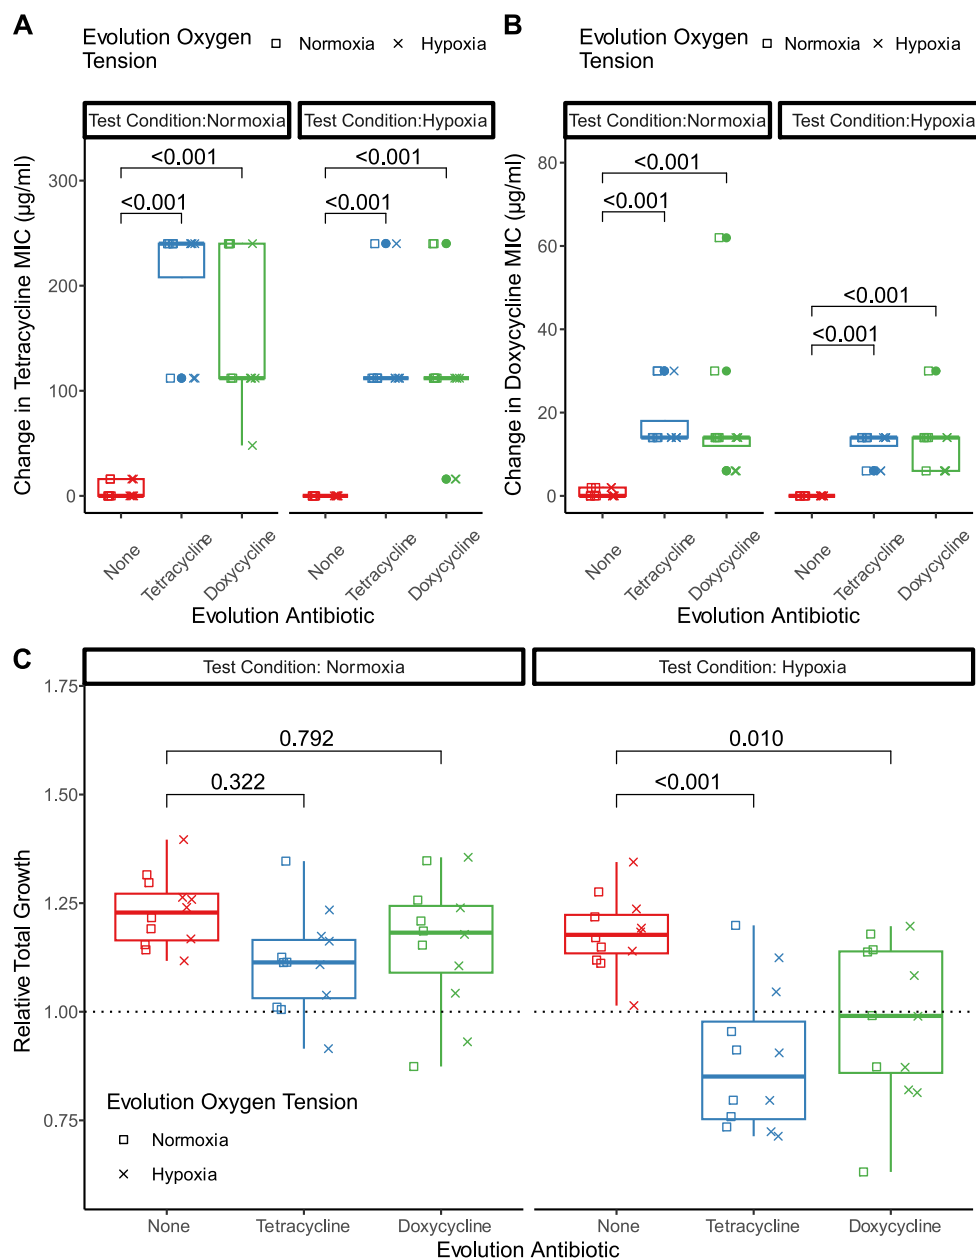 A
Evolution Oxygen
Tension
Normoxia
Hypoxia
Test Condition:Normoxia
Test Condition:Hypoxia
Change in Tetracycline MIC (µg/ml)
300
200
100
0
<0.001
<0.001
<0.001
<0.001
None
Tetracycline
Doxycycline
None
Tetracycline
Doxycycline
Evolution Antibiotic
B
Evolution Oxygen
Tension
Normoxia
Hypoxia
Test Condition:Normoxia
Test Condition:Hypoxia
Change in Doxycycline MIC (µg/ml)
80
60
40
20
0
<0.001
<0.001
<0.001
<0.001
None
Tetracycline
Doxycycline
None
Tetracycline
Doxycycline
Evolution Antibiotic
C
Test Condition: Normoxia
Test Condition: Hypoxia
Relative Total Growth
1.75
1.50
1.25
1.00
0.75
0.792
0.322
0.010
<0.001
Evolution Oxygen Tension
Normoxia
Hypoxia
None
Tetracycline
Doxycycline
None
Tetracycline
Doxycycline
Evolution Antibiotic